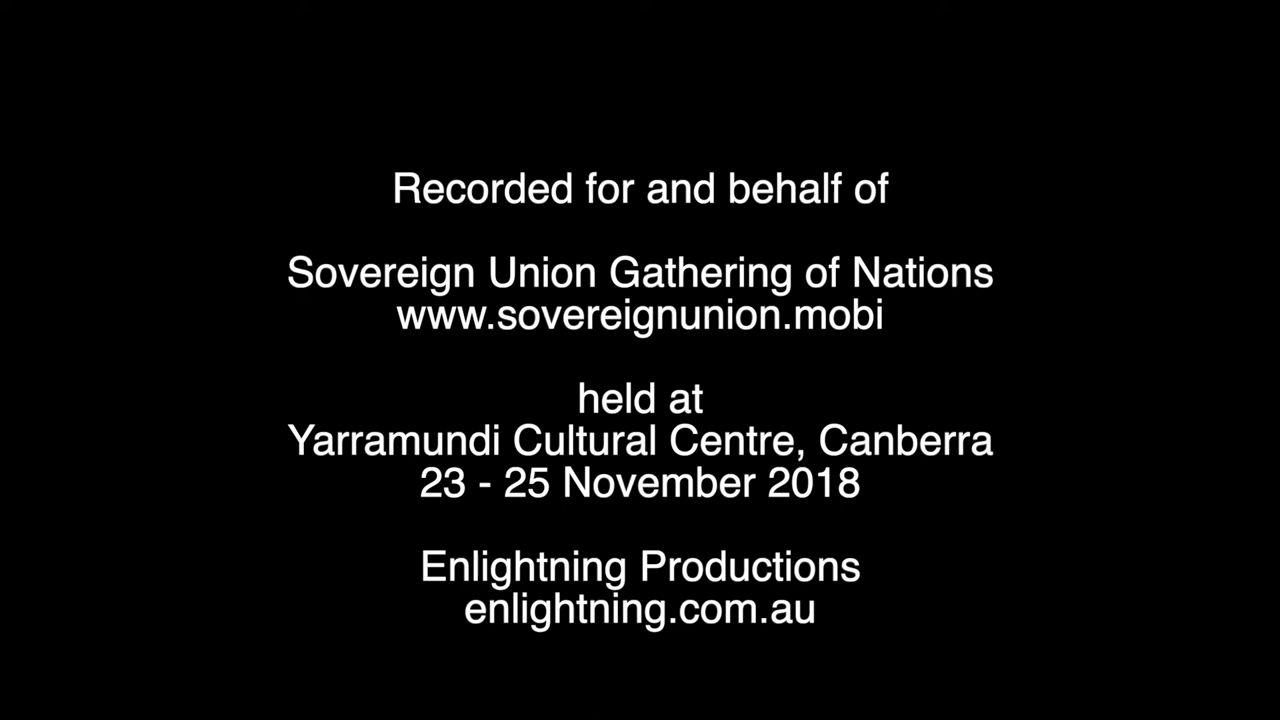 Recorded for and behalf of
Sovereign Union Gathering of Nations
www.sovereignunion.mobi
held at
Yarramundi Cultural Centre, Canberra
23 - 25 November 2018
Enlightning Productions
enlightning.com.au